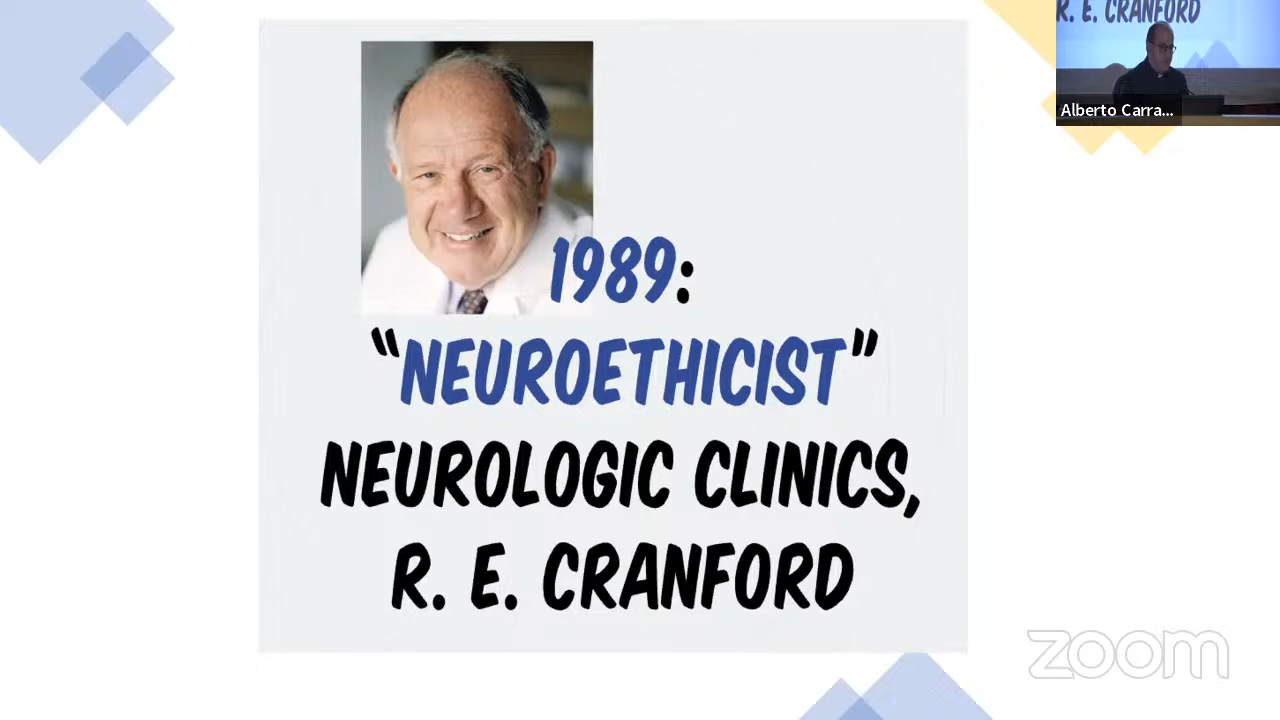 1989:
“NEUROETHICIST”
NEUROLOGIC CLINICS,
R. E. CRANFORD
R. E. CRANFORD
Alberto Carra...
zoom